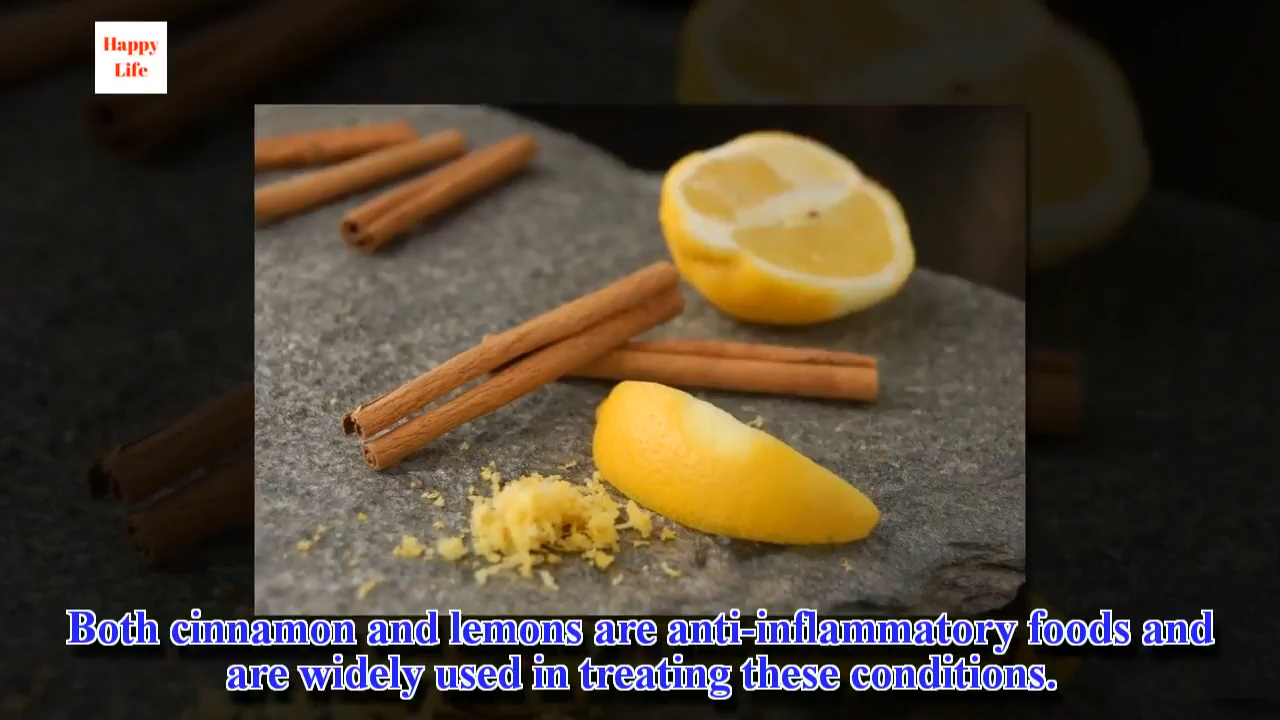 Happy
Life
Both cinnamon and lemons are anti-inflammatory foods and
are widely used in treating these conditions.